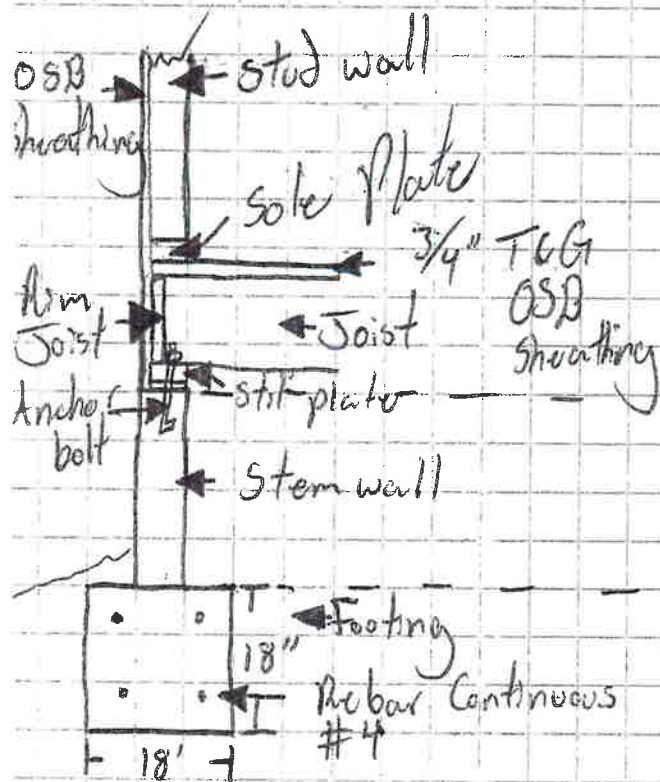 OSB
sheathing
Stud wall
Sole Plate
3/4" T&G
OSB
Sheathing
Rim
Joist
Joist
Anchor
bolt
sill plate
Stem wall
Footing
18"
Rebar Continuous
#4
18'